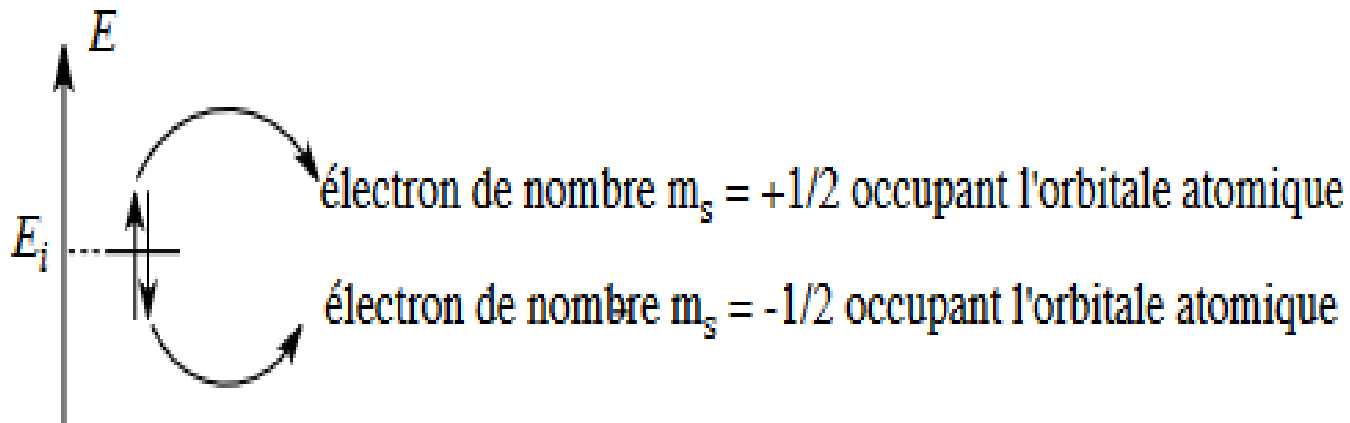 E
électron de nombre mₛ = +1/2 occupant l'orbitale atomique
Eᵢ
électron de nombre mₛ = -1/2 occupant l'orbitale atomique